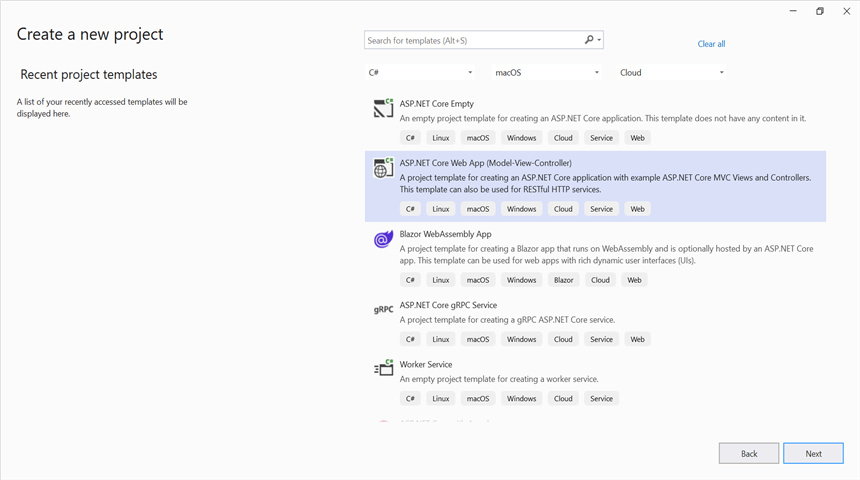 Create a new project
Recent project templates
A list of your recently accessed templates will be
displayed here.
Search for templates (Alt+S)
Clear all
C# macOS Cloud
ASP.NET Core Empty
An empty project template for creating an ASP.NET Core application. This template does not have any content in it.
C# Linux macOS Windows Cloud Service Web
ASP.NET Core Web App (Model-View-Controller)
A project template for creating an ASP.NET Core application with example ASP.NET Core MVC Views and Controllers.
This template can also be used for RESTful HTTP services.
C# Linux macOS Windows Cloud Service Web
Blazor WebAssembly App
A project template for creating a Blazor app that runs on WebAssembly and is optionally hosted by an ASP.NET Core
app. This template can be used for web apps with rich dynamic user interfaces (UIs).
C# Linux macOS Windows Blazor Cloud Web
gRPC ASP.NET Core gRPC Service
A project template for creating a gRPC ASP.NET Core service.
C# Linux macOS Windows Cloud Service Web
Worker Service
An empty project template for creating a worker service.
C# Linux macOS Windows Cloud Service
Back Next